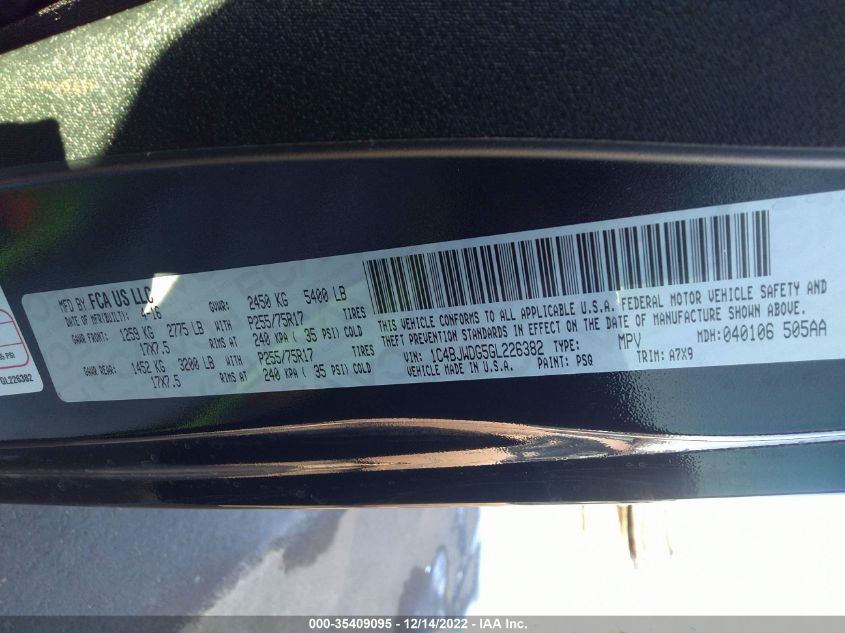 MFD BY FCA US LLC
DATE OF MFR(BUILT): 4-16 GVWR: 2450 KG 5400 LB
GAWR FRONT: 1259 KG 2775 LB WITH P255/75R17 TIRES
17X7.5 RIMS AT 240 KPA ( 35 PSI) COLD
GAWR REAR: 1452 KG 3200 LB WITH P255/75R17 TIRES
17X7.5 RIMS AT 240 KPA ( 35 PSI) COLD
THIS VEHICLE CONFORMS TO ALL APPLICABLE U.S.A. FEDERAL MOTOR VEHICLE SAFETY AND
THEFT PREVENTION STANDARDS IN EFFECT ON THE DATE OF MANUFACTURE SHOWN ABOVE.
VIN: 1C4BJWDG5GL226382 TYPE: MPV MDH: 040106 505AA
VEHICLE MADE IN U.S.A. PAINT: PSQ TRIM: A7X9
PSI
GL226382
000-35409095 - 12/14/2022 - IAA Inc.